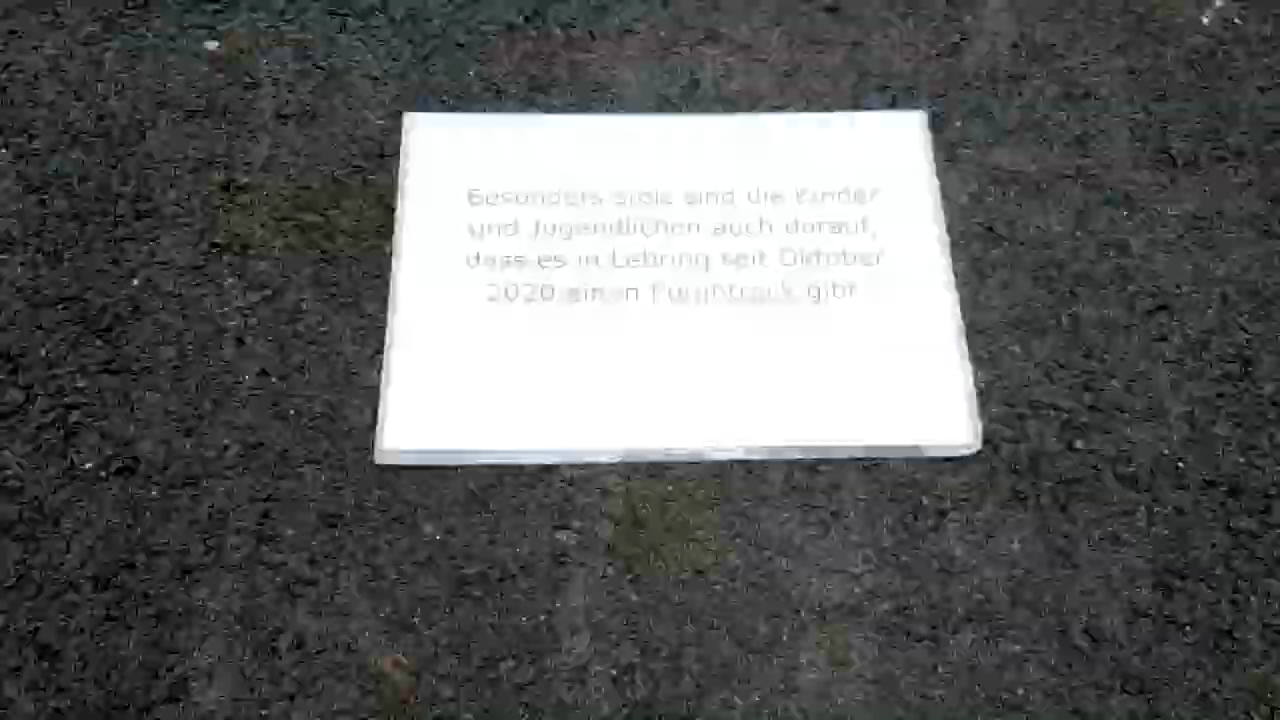 Besonders stolz sind die Kinder
und Jugendlichen auch darauf,
dass es in Lebring seit Oktober
2020 einen gibt